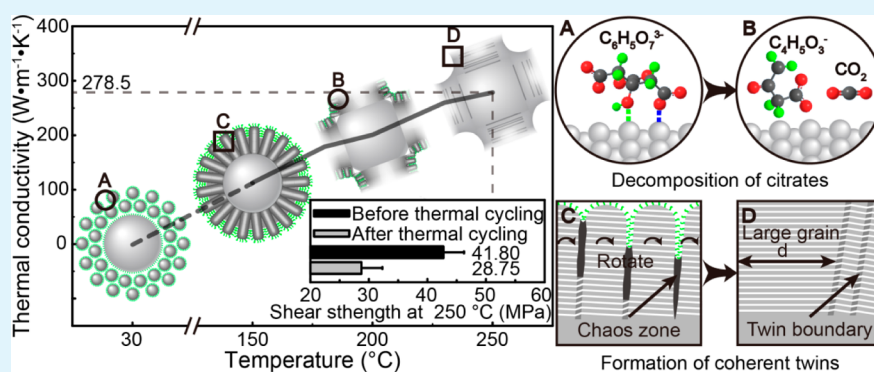 Thermal conductivity (W•m⁻¹•K⁻¹)
400
300
200
100
0
278.5
A
C
B
D
Before thermal cycling
After thermal cycling
41.80
28.75
20 30 40 50 60
Shear strength at 250 °C (MPa)
30 150 200 250
Temperature (°C)
A
C₆H₅O₇³⁻
B
C₄H₅O₃⁻
CO₂
Decomposition of citrates
C
Rotate
Chaos zone
D
Large grain
d
Twin boundary
Formation of coherent twins